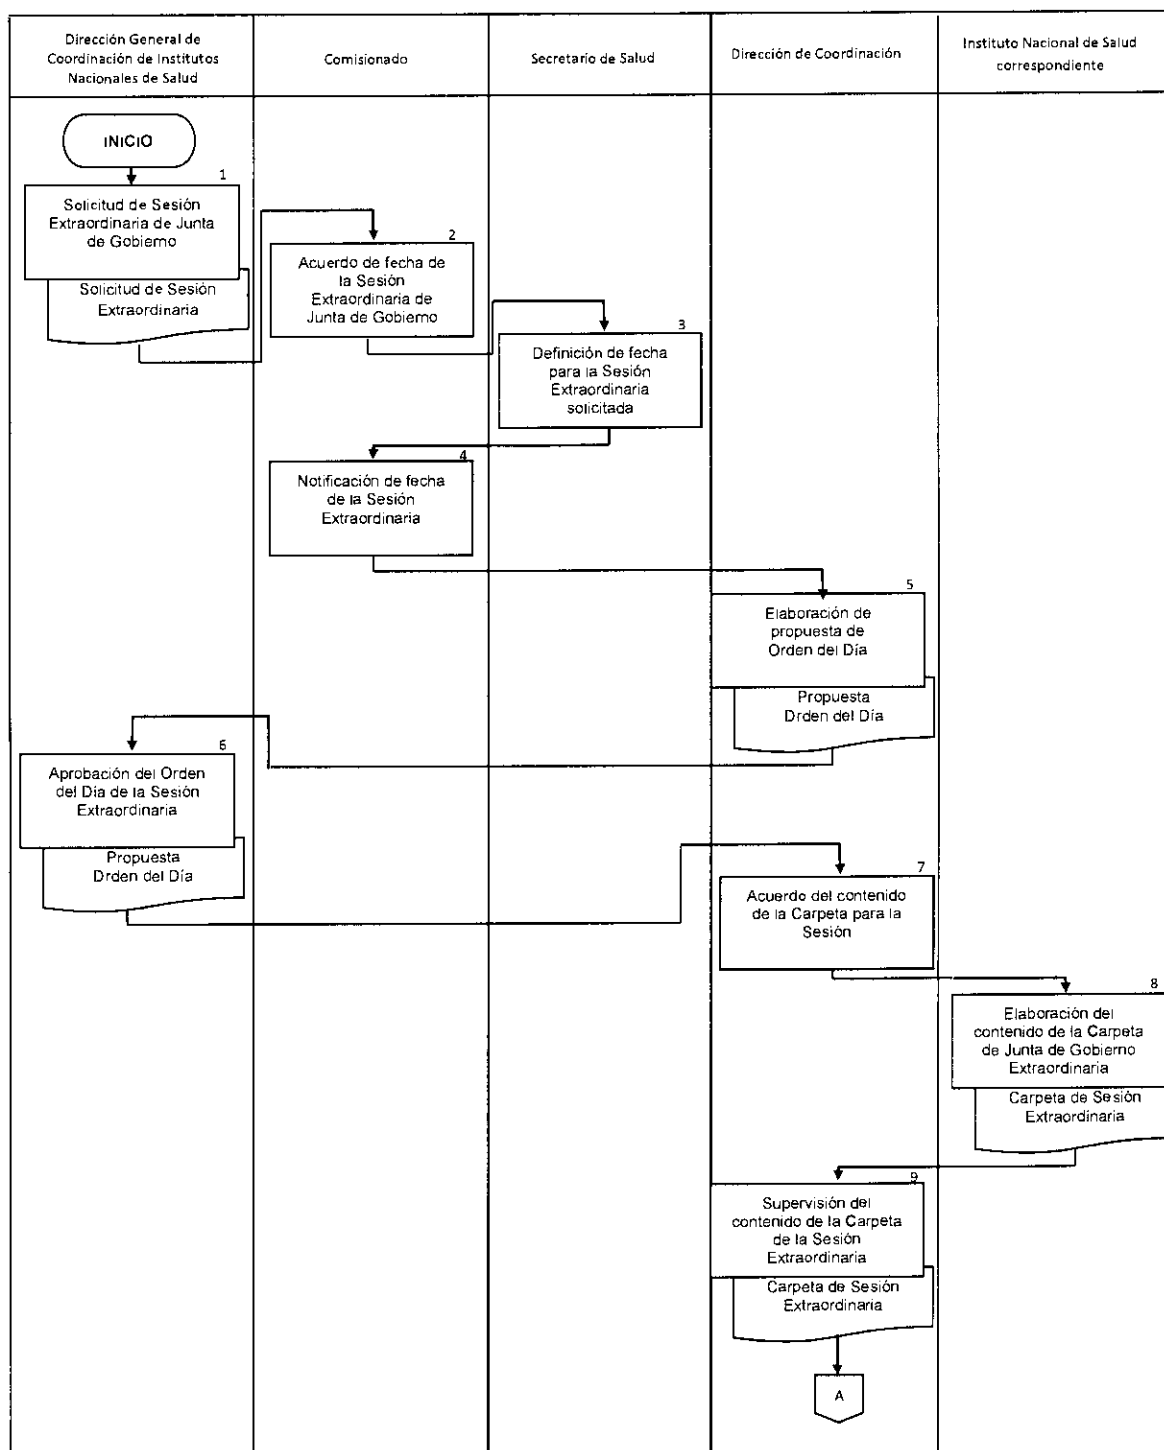 Dirección General de
Coordinación de Institutos
Nacionales de Salud
Comisionado
Secretario de Salud
Dirección de Coordinación
Instituto Nacional de Salud
correspondiente
INICIO
1
Solicitud de Sesión
Extraordinaria de Junta
de Gobierno
Solicitud de Sesión
Extraordinaria
2
Acuerdo de fecha de
la Sesión
Extraordinaria de
Junta de Gobierno
3
Definición de fecha
para la Sesión
Extraordinaria
solicitada
4
Notificación de fecha
de la Sesión
Extraordinaria
5
Elaboración de
propuesta de
Orden del Día
Propuesta
Drden del Día
6
Aprobación del Orden
del Día de la Sesión
Extraordinaria
Propuesta
Drden del Día
7
Acuerdo del contenido
de la Carpeta para la
Sesión
8
Elaboración del
contenido de la Carpeta
de Junta de Gobierno
Extraordinaria
Carpeta de Sesión
Extraordinaria
9
Supervisión del
contenido de la Carpeta
de la Sesión
Extraordinaria
Carpeta de Sesión
Extraordinaria
A